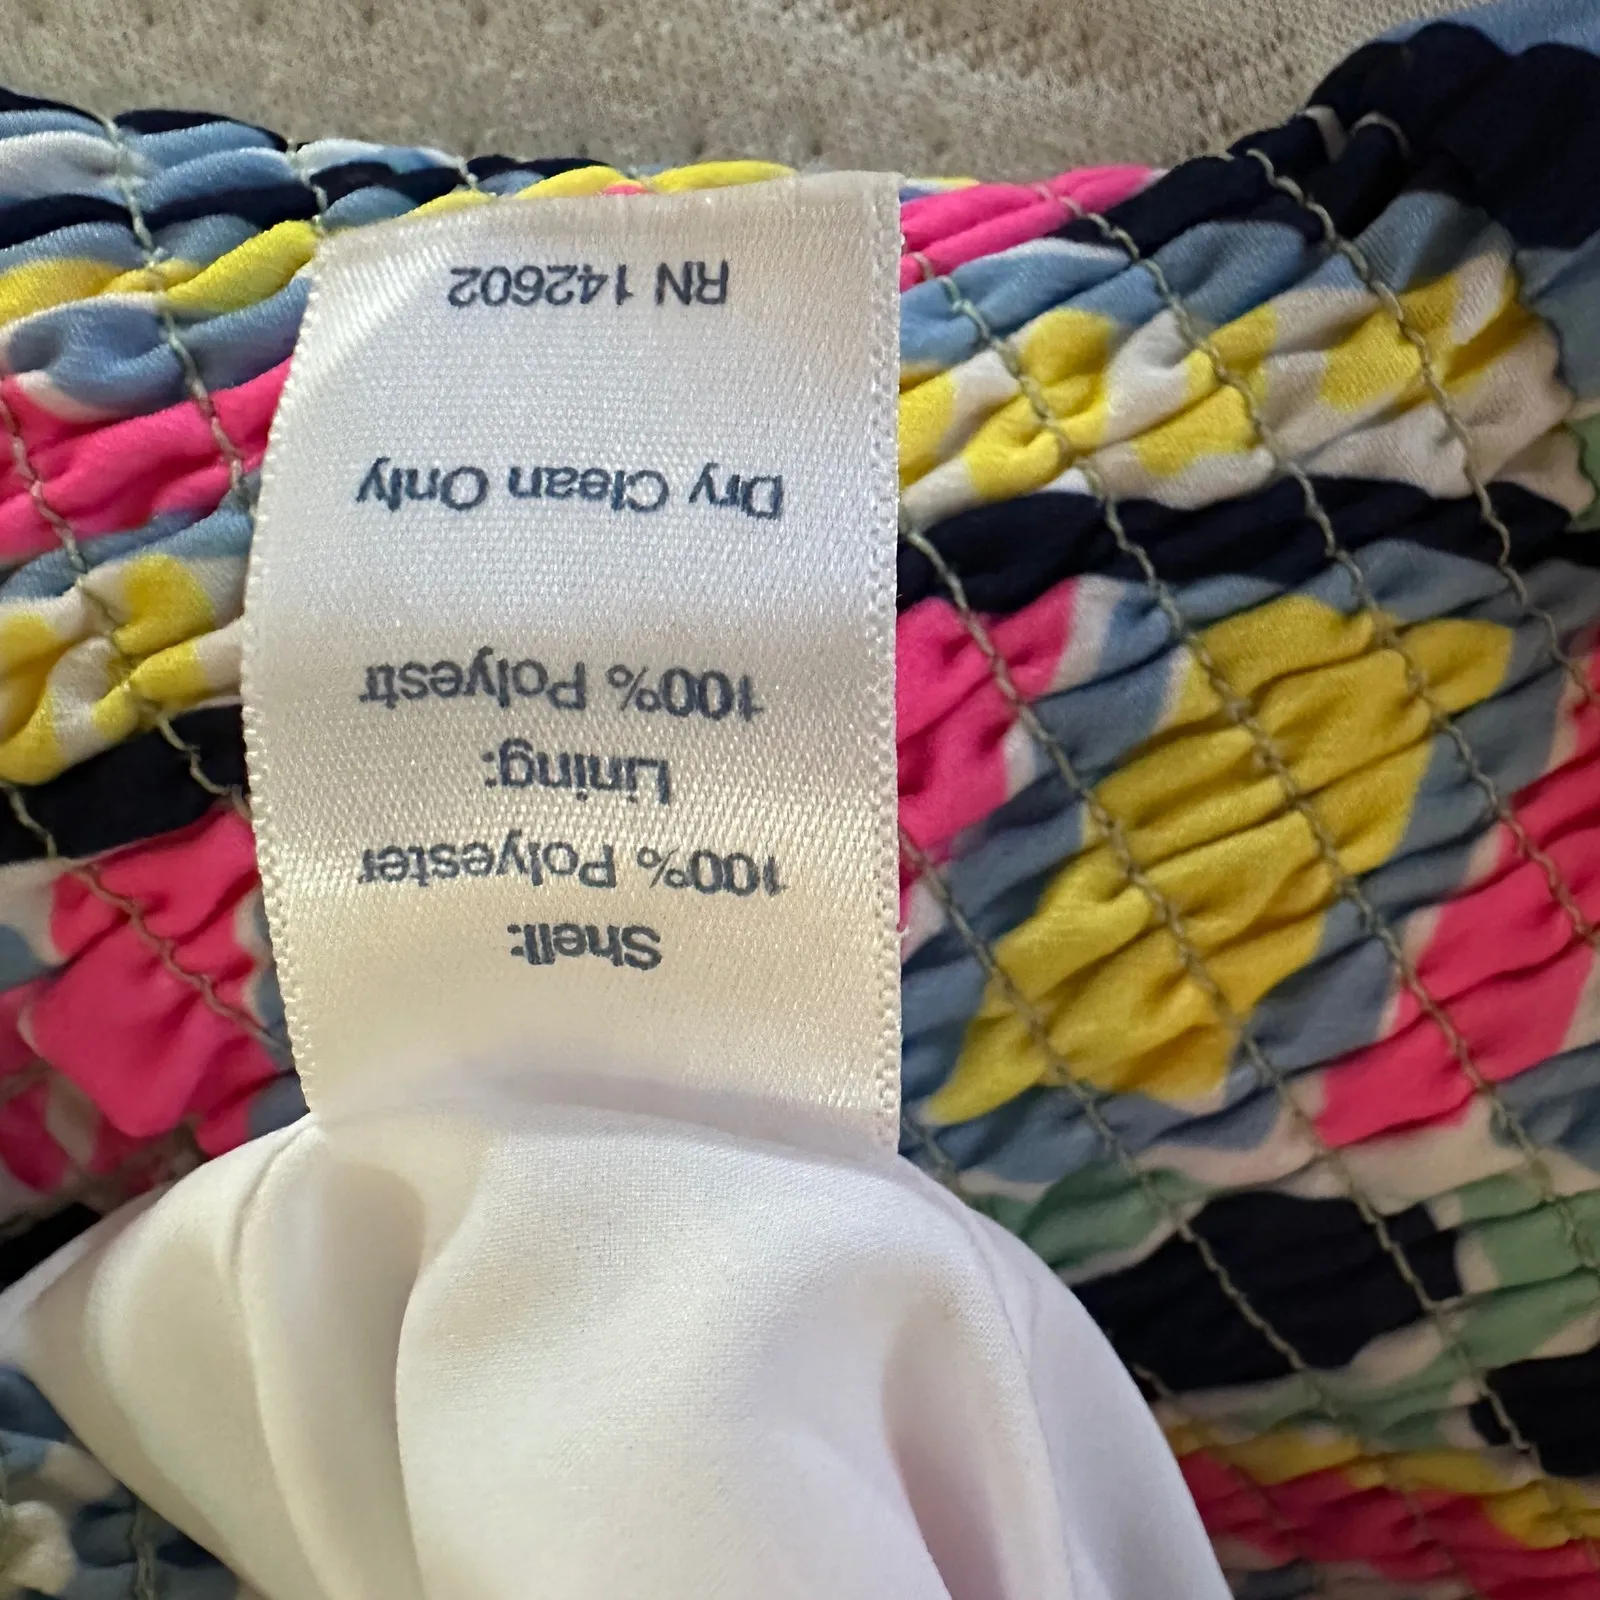 Shell:
100% Polyester
Lining:
100% Polyestr
Dry Clean Only
RN 142602